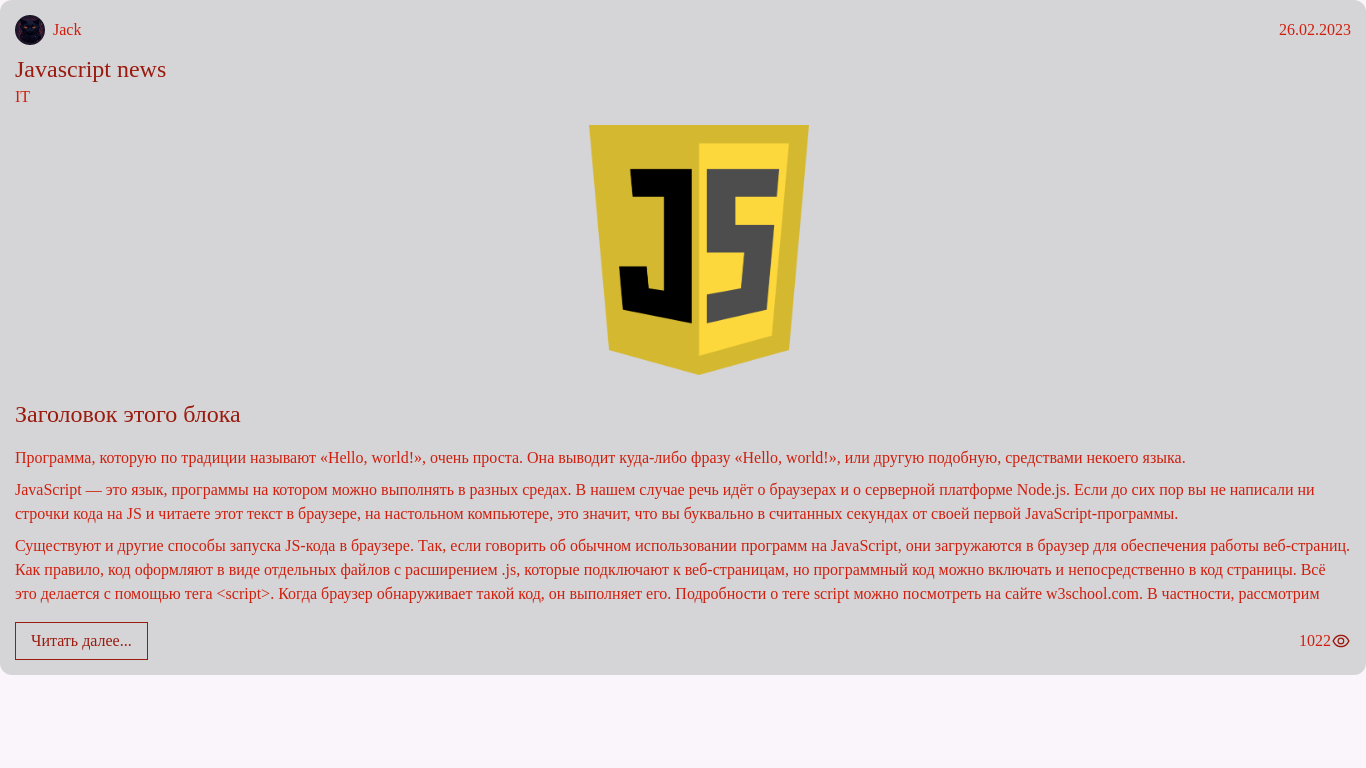 Jack
26.02.2023
Javascript news
IT
JS
Заголовок этого блока
Программа, которую по традиции называют «Hello, world!», очень проста. Она выводит куда-либо фразу «Hello, world!», или другую подобную, средствами некоего языка.
JavaScript — это язык, программы на котором можно выполнять в разных средах. В нашем случае речь идёт о браузерах и о серверной платформе Node.js. Если до сих пор вы не написали ни
строчки кода на JS и читаете этот текст в браузере, на настольном компьютере, это значит, что вы буквально в считанных секундах от своей первой JavaScript-программы.
Существуют и другие способы запуска JS-кода в браузере. Так, если говорить об обычном использовании программ на JavaScript, они загружаются в браузер для обеспечения работы веб-страниц.
Как правило, код оформляют в виде отдельных файлов с расширением .js, которые подключают к веб-страницам, но программный код можно включать и непосредственно в код страницы. Всё
это делается с помощью тега &lt;script&gt;. Когда браузер обнаруживает такой код, он выполняет его. Подробности о теге script можно посмотреть на сайте w3school.com. В частности, рассмотрим
Читать далее...
1022